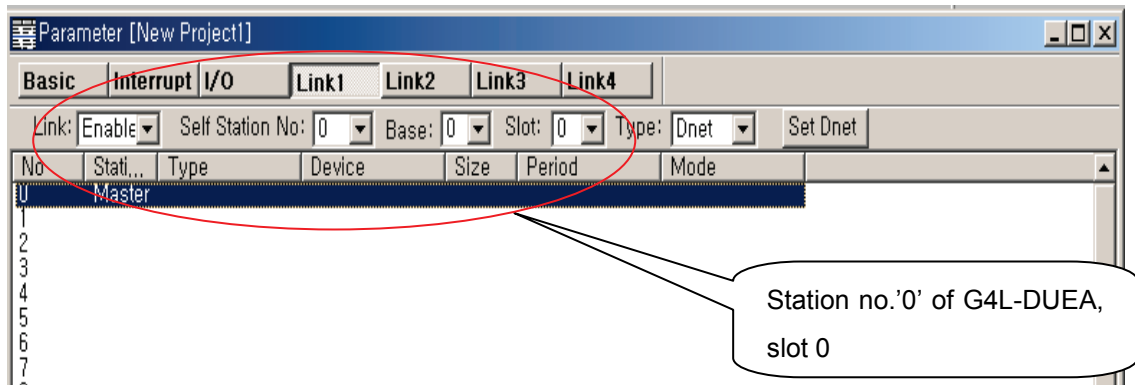 Parameter [New Project1]
Basic Interrupt I/O Link1 Link2 Link3 Link4
Link: Enable Self Station No: 0 Base: 0 Slot: 0 Type: Dnet Set Dnet
No Stati... Type Device Size Period Mode
0 Master
1
2
3
4
5
6
7
Station no.'0' of G4L-DUEA,
slot 0